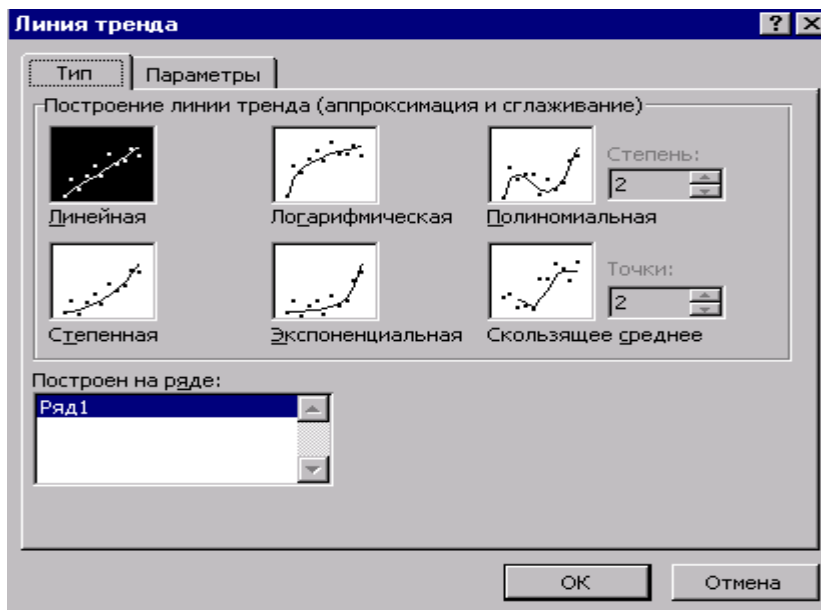 Линия тренда
Тип Параметры
Построение линии тренда (аппроксимация и сглаживание)
Степень:
2
Линейная Логарифмическая Полиномиальная
Точки:
2
Степенная Экспоненциальная Скользящее среднее
Построен на ряде:
Ряд1
ОК Отмена